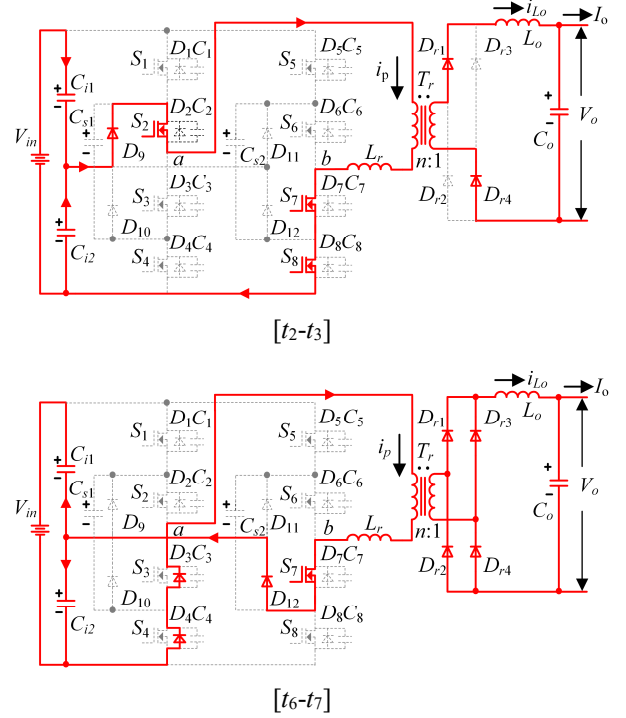 i_Lo I_o
D_1C_1 D_5C_5 D_r1 L_o D_r3
S_1 S_5
C_i1 i_p T_r
C_s1 D_2C_2 D_6C_6
V_in S_2 S_6 C_o V_o
D_9 a C_s2 D_11 b L_r n:1
D_3C_3 D_7C_7
S_3 S_7 D_r2 D_r4
D_10 D_12
C_i2 D_4C_4 D_8C_8
S_4 S_8
[t_2-t_3]
i_Lo I_o
D_1C_1 D_5C_5 D_r1 D_r3 L_o
S_1 S_5
C_i1 i_p T_r
C_s1 D_2C_2 D_6C_6
V_in S_2 S_6 C_o V_o
D_9 a C_s2 D_11 b L_r n:1
D_3C_3 D_7C_7
S_3 S_7 D_r2 D_r4
D_10 D_12
C_i2 D_4C_4 D_8C_8
S_4 S_8
[t_6-t_7]